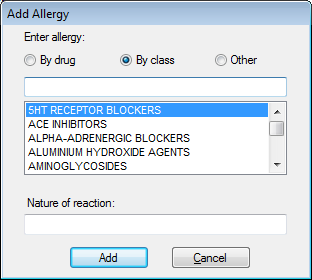 Add Allergy
Enter allergy:
By drug By class Other
5HT RECEPTOR BLOCKERS
ACE INHIBITORS
ALPHA-ADRENERGIC BLOCKERS
ALUMINIUM HYDROXIDE AGENTS
AMINOGLYCOSIDES
Nature of reaction:
Add Cancel